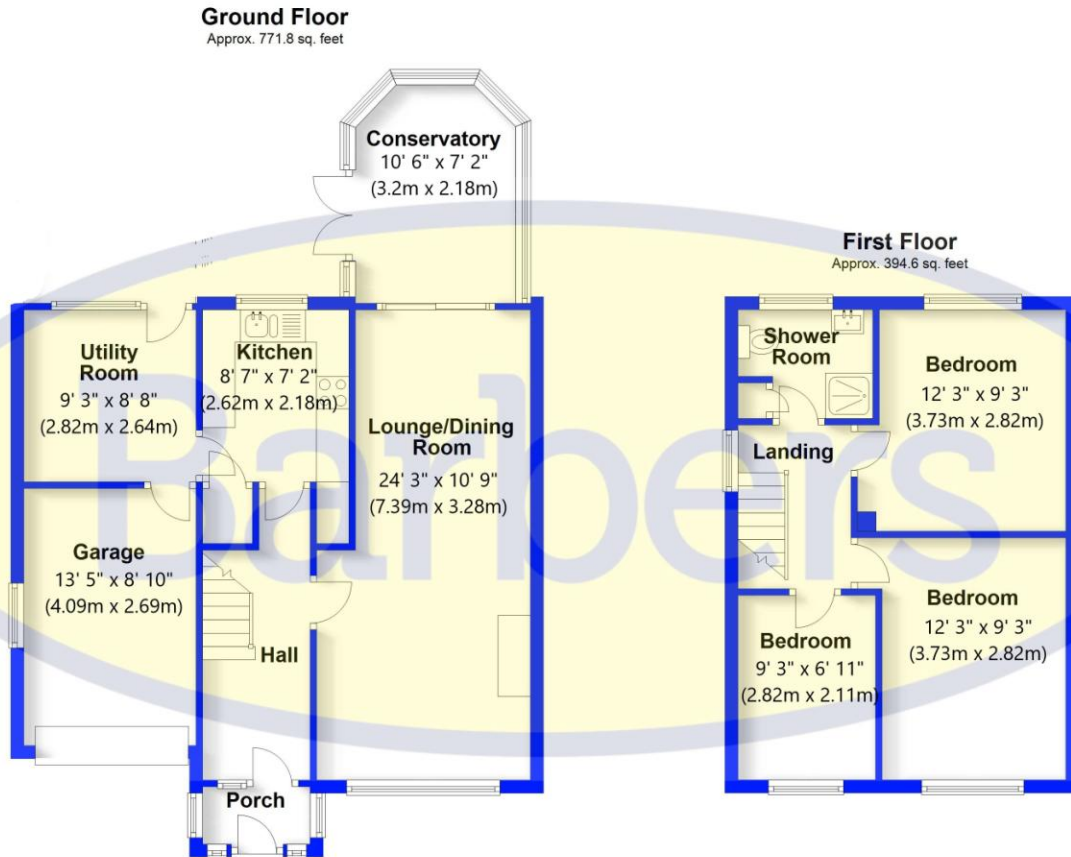 Ground Floor
Approx. 771.8 sq. feet
Conservatory
10' 6" x 7' 2"
(3.2m x 2.18m)
Utility
Room
9' 3" x 8' 8"
(2.82m x 2.64m)
Kitchen
8' 7" x 7' 2"
(2.62m x 2.18m)
Lounge/Dining
Room
24' 3" x 10' 9"
(7.39m x 3.28m)
Garage
13' 5" x 8' 10"
(4.09m x 2.69m)
Hall
Porch
First Floor
Approx. 394.6 sq. feet
Shower
Room
Bedroom
12' 3" x 9' 3"
(3.73m x 2.82m)
Landing
Bedroom
12' 3" x 9' 3"
(3.73m x 2.82m)
Bedroom
9' 3" x 6' 11"
(2.82m x 2.11m)
Barbers